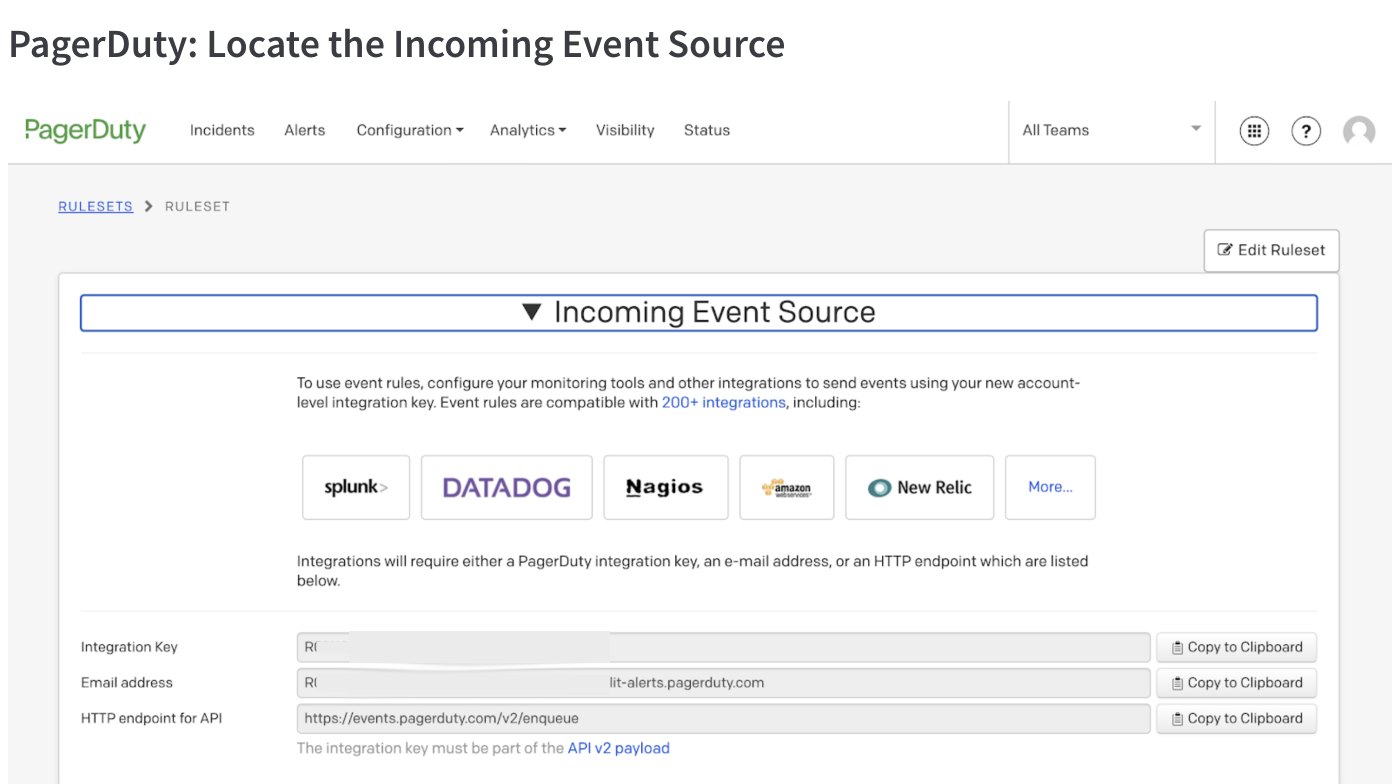 PagerDuty: Locate the Incoming Event Source
PagerDuty Incidents Alerts Configuration Analytics Visibility Status All Teams ?
RULESETS > RULESET
Edit Ruleset
▼ Incoming Event Source
To use event rules, configure your monitoring tools and other integrations to send events using your new account-
level integration key. Event rules are compatible with 200+ integrations, including:
splunk> DATADOG Nagios amazon webservices™ New Relic More...
Integrations will require either a PagerDuty integration key, an e-mail address, or an HTTP endpoint which are listed
below.
Integration Key Copy to Clipboard
Email address lit-alerts.pagerduty.com Copy to Clipboard
HTTP endpoint for API https://events.pagerduty.com/v2/enqueue Copy to Clipboard
The integration key must be part of the API v2 payload